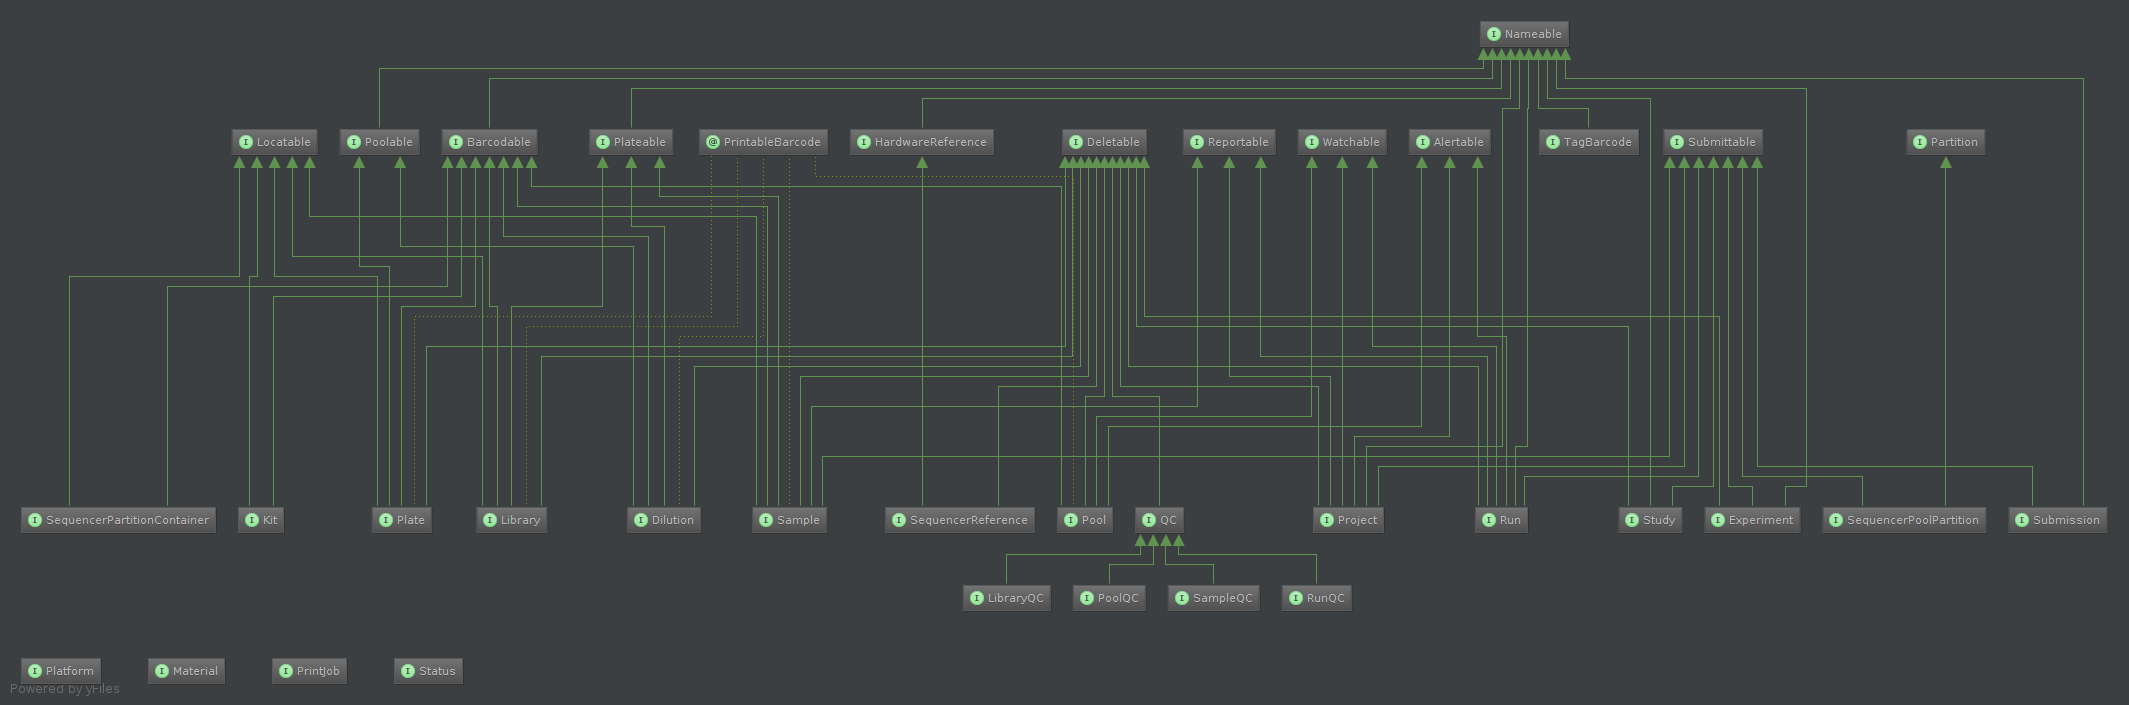 I Nameable
I Locatable
I Poolable
I Barcodable
I Plateable
@ PrintableBarcode
I HardwareReference
I Deletable
I Reportable
I Watchable
I Alertable
I TagBarcode
I Submittable
I Partition
I SequencerPartitionContainer
I Kit
I Plate
I Library
I Dilution
I Sample
I SequencerReference
I Pool
I QC
I Project
I Run
I Study
I Experiment
I SequencerPoolPartition
I Submission
I LibraryQC
I PoolQC
I SampleQC
I RunQC
I Platform
I Material
I PrintJob
I Status
Powered by yFiles